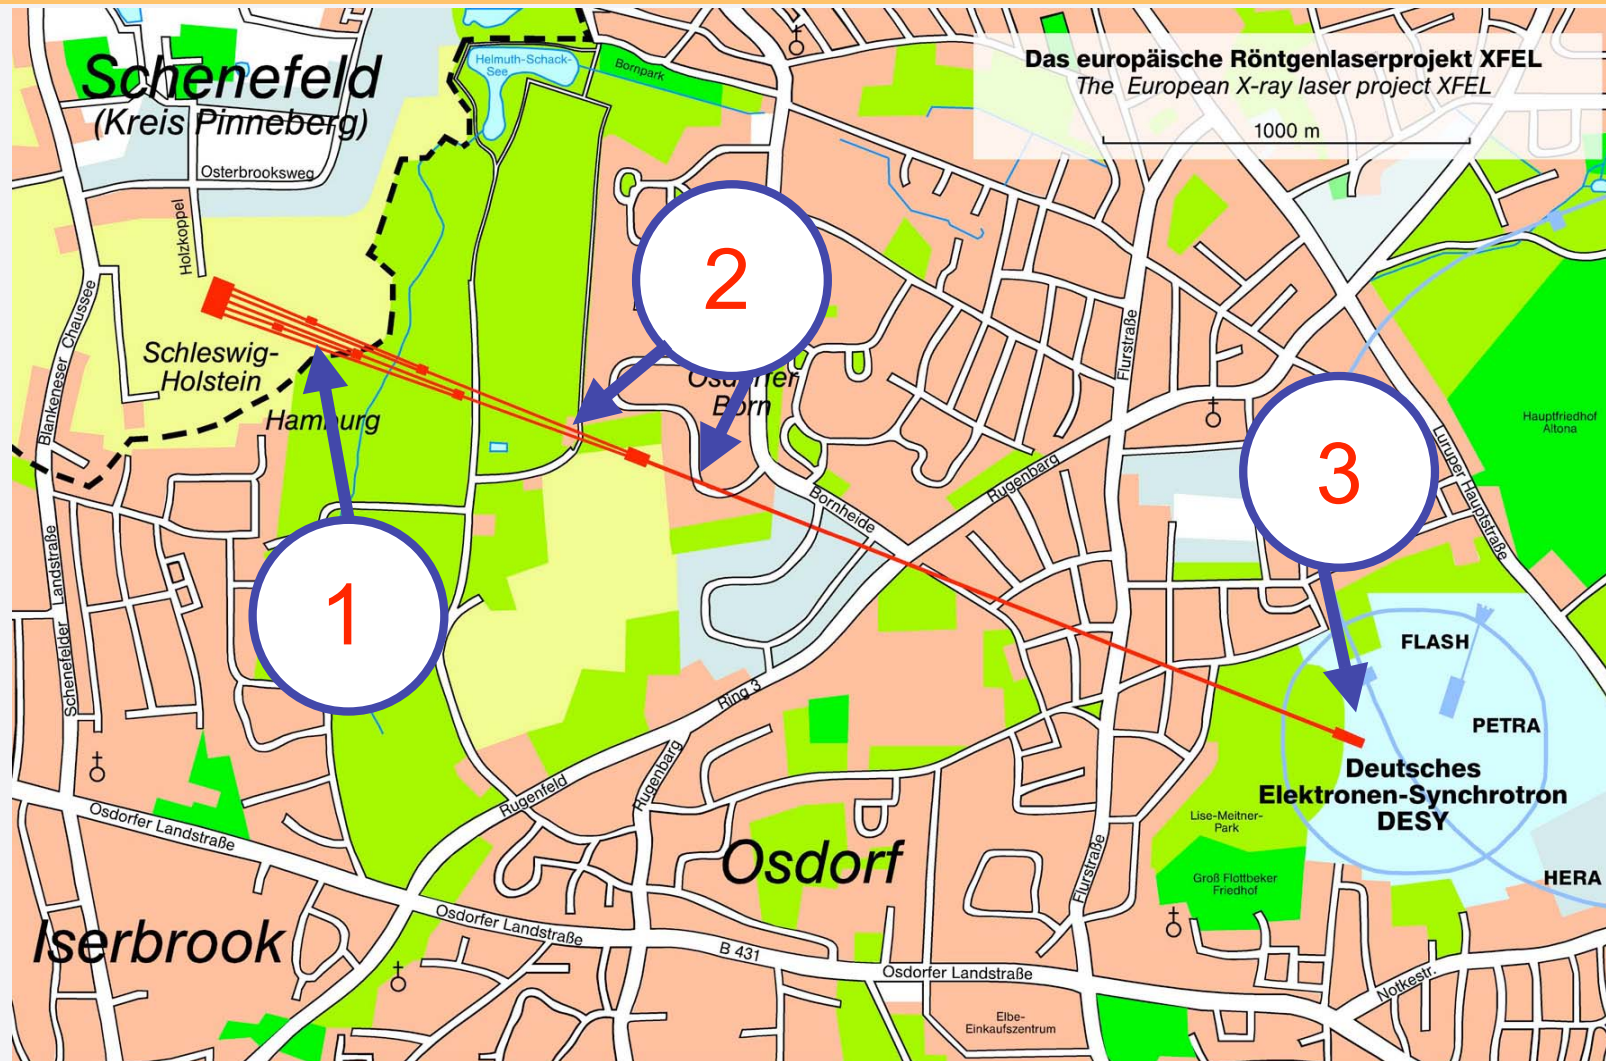 Das europäische Röntgenlaserprojekt XFEL
The European X-ray laser project XFEL
1000 m
Schenefeld
(Kreis Pinneberg)
Helmuth-Schack-
See
Bornpark
Osterbrooksweg
Holzkoppel
Blankeneser Chaussee
Schleswig-
Holstein
Hamburg
2
Osdorfer
Born
Flurstraße
3
Hauptfriedhof
Altona
Luruper Hauptstraße
Rugenbarg
Bornheide
1
Schenefelder Landstraße
FLASH
PETRA
Ring 3
Deutsches
Elektronen-Synchrotron
DESY
Rugenfeld
Rugenbarg
Osdorfer Landstraße
Lise-Meitner-
Park
Flurstraße
Groß Flottbeker
Friedhof
HERA
Osdorf
Iserbrook
Osdorfer Landstraße
B 431
Osdorfer Landstraße
Notkestr.
Elbe-
Einkaufszentrum